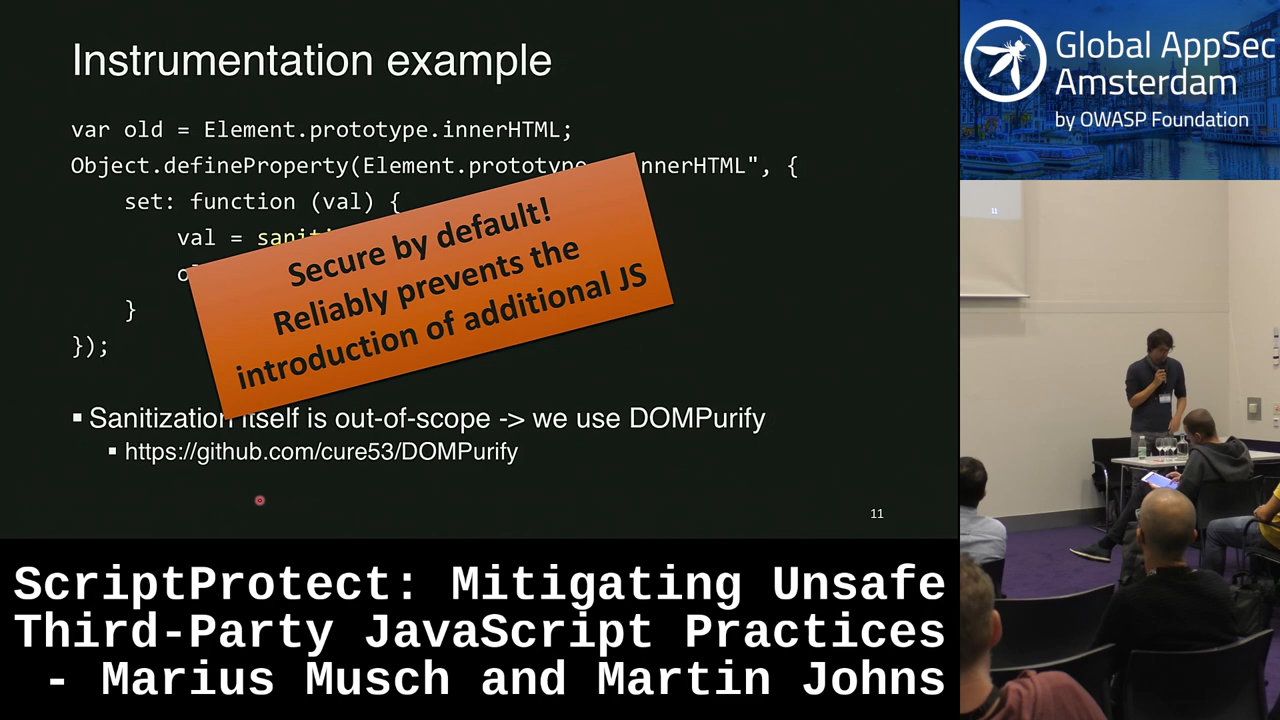 Instrumentation example
var old = Element.prototype.innerHTML;
Object.defineProperty(Element.prototype nnerHTML", {
set: function (val) {
val =
}
});
Secure by default!
Reliably prevents the
introduction of additional JS
▪ Sanitization itself is out-of-scope -> we use DOMPurify
▪ https://github.com/cure53/DOMPurify
11
Global AppSec
Amsterdam
by OWASP Foundation
11
ScriptProtect: Mitigating Unsafe
Third-Party JavaScript Practices
- Marius Musch and Martin Johns